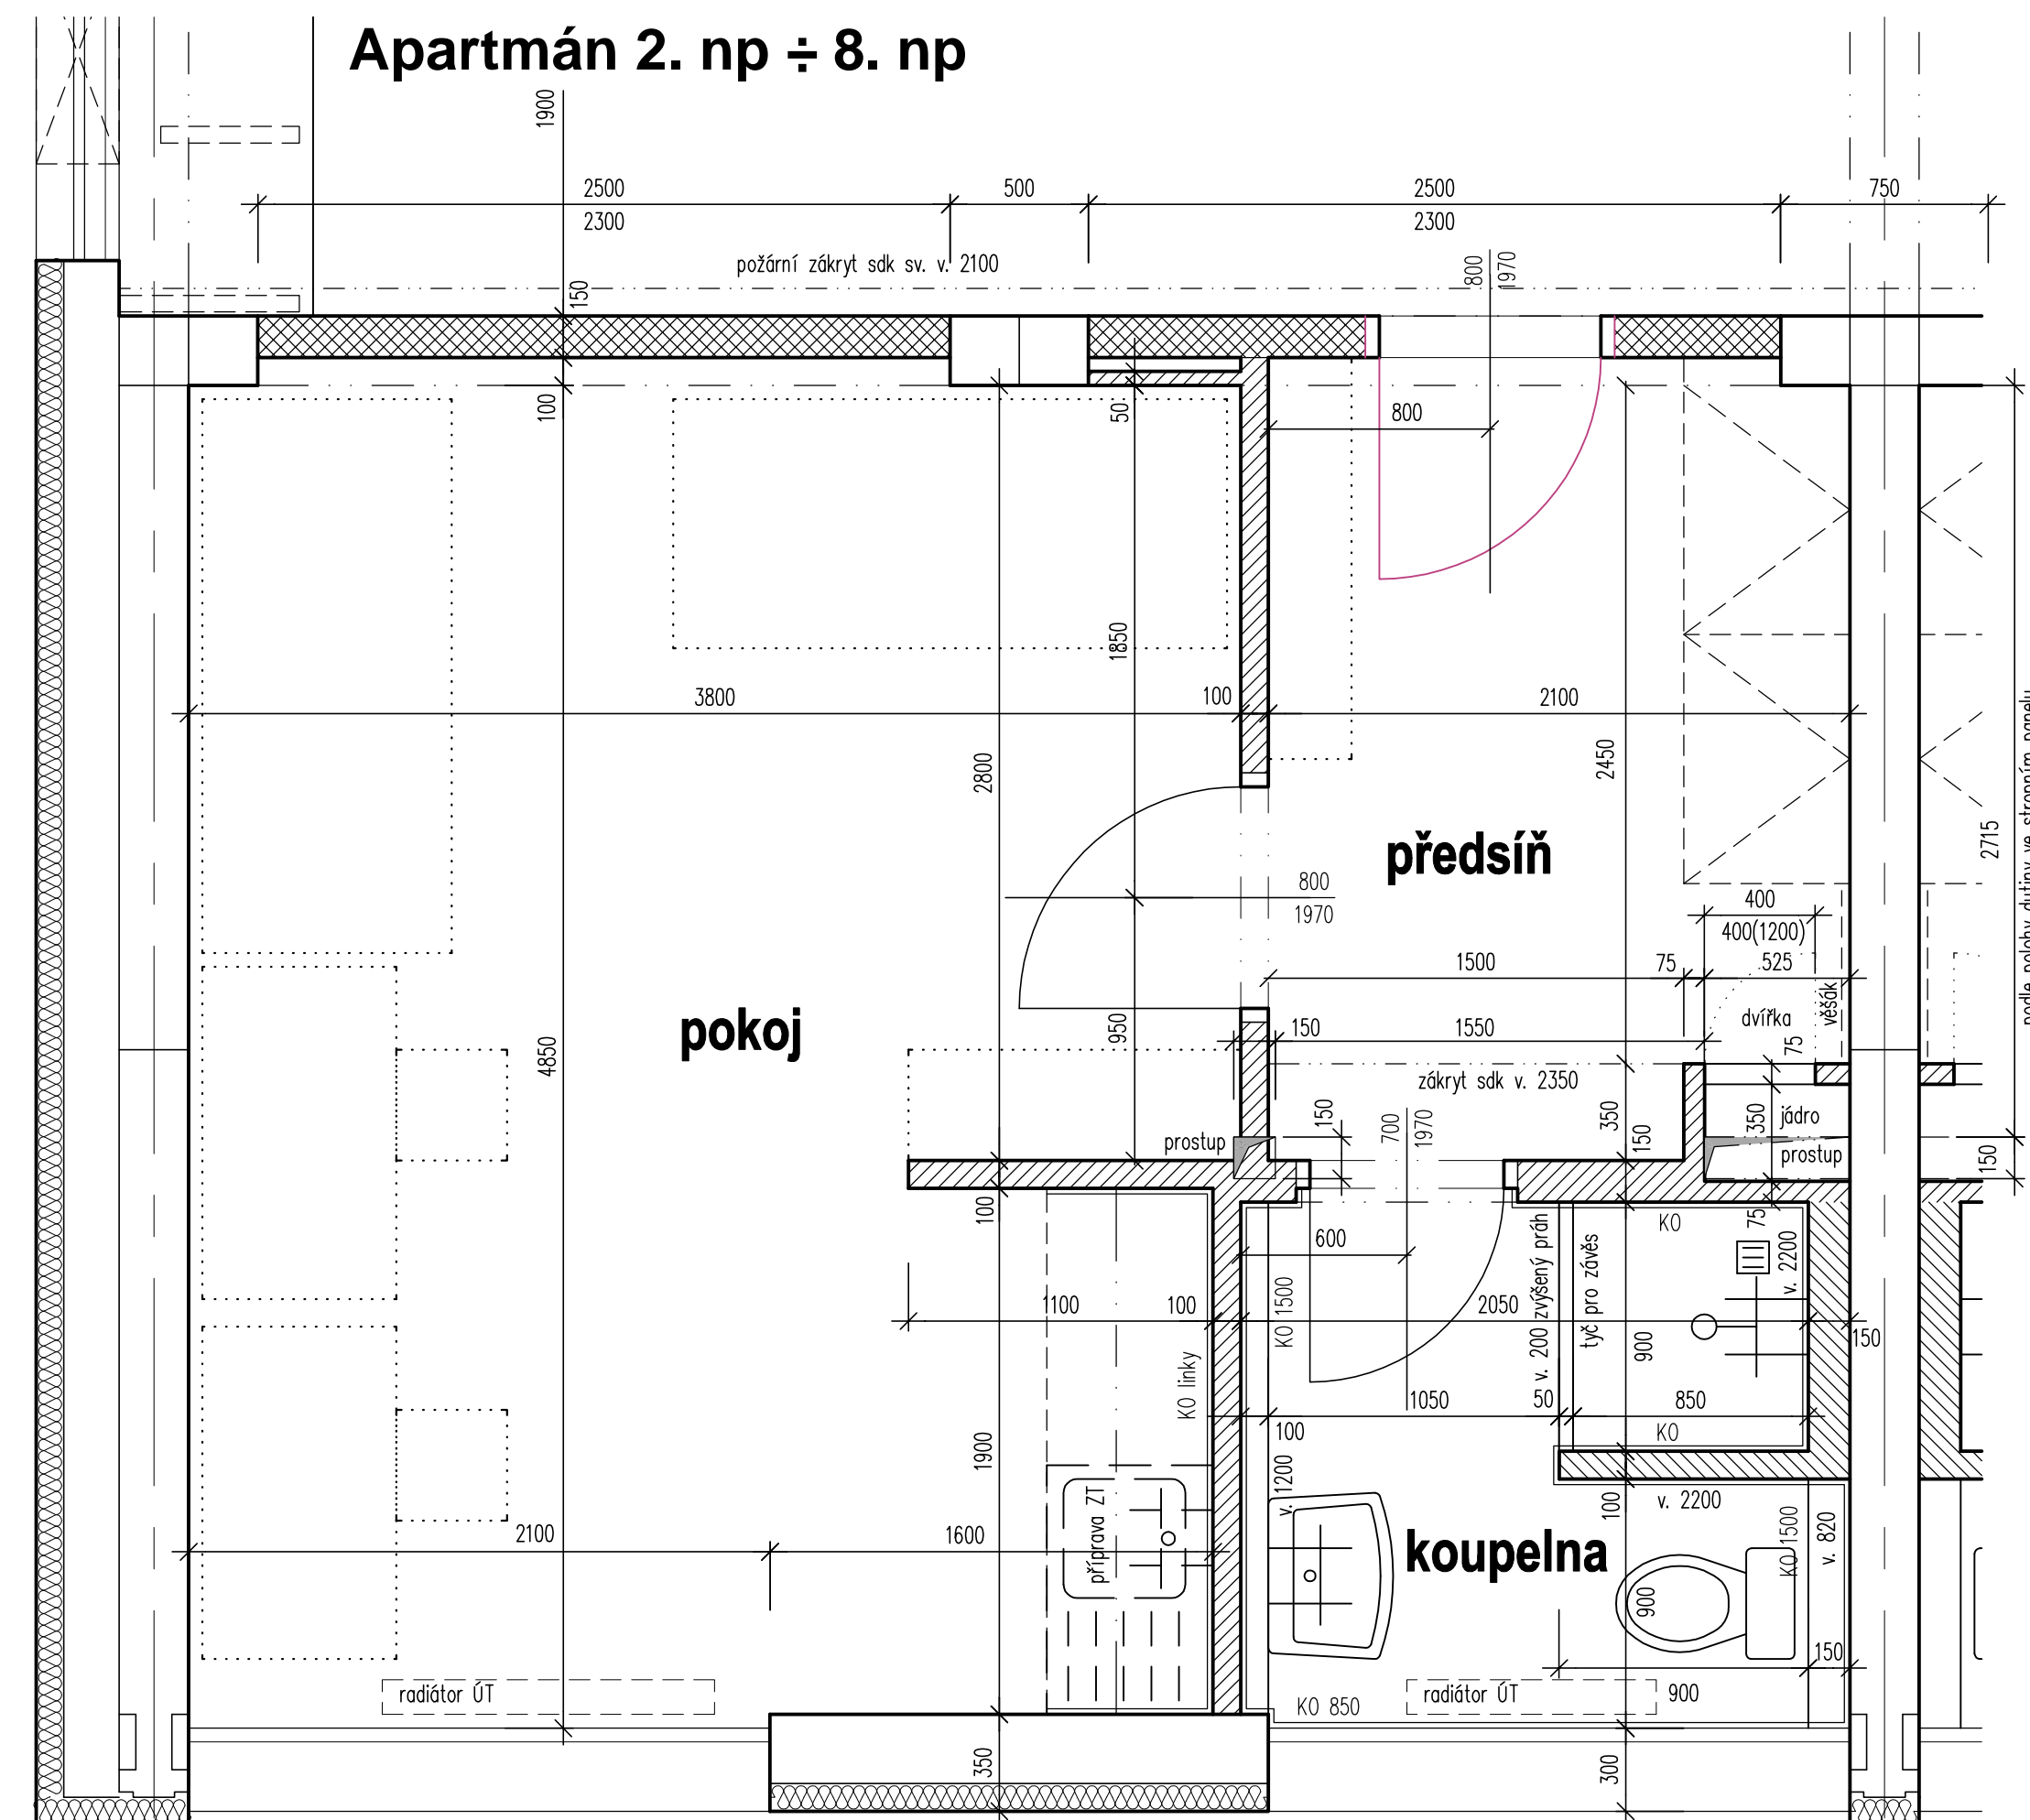 Apartmán 2. np ÷ 8. np
1900
2500
500
2500
750
2300
2300
požární zákryt sdk sv. v. 2100
800
1970
150
100
50
800
1850
3800
100
2100
2800
2450
2715
předsíň
800
1970
400
400(1200)
1500
75
525
pokoj
950
4850
150
1550
dvířka
věšák
75
zákryt sdk v. 2350
150
700
1970
350
150
350
jádro
prostup
prostup
150
100
75
KO
600
v. 200 zvýšený práh
tyč pro závěs
v. 2200
1100
100
KO 1500
2050
900
150
KO linky
1050
50
850
100
KO
1900
v. 1200
100
v. 2200
příprava ZT
KO 1500
v. 820
2100
1600
koupelna
900
150
radiátor ÚT
KO 850
radiátor ÚT
900
350
300